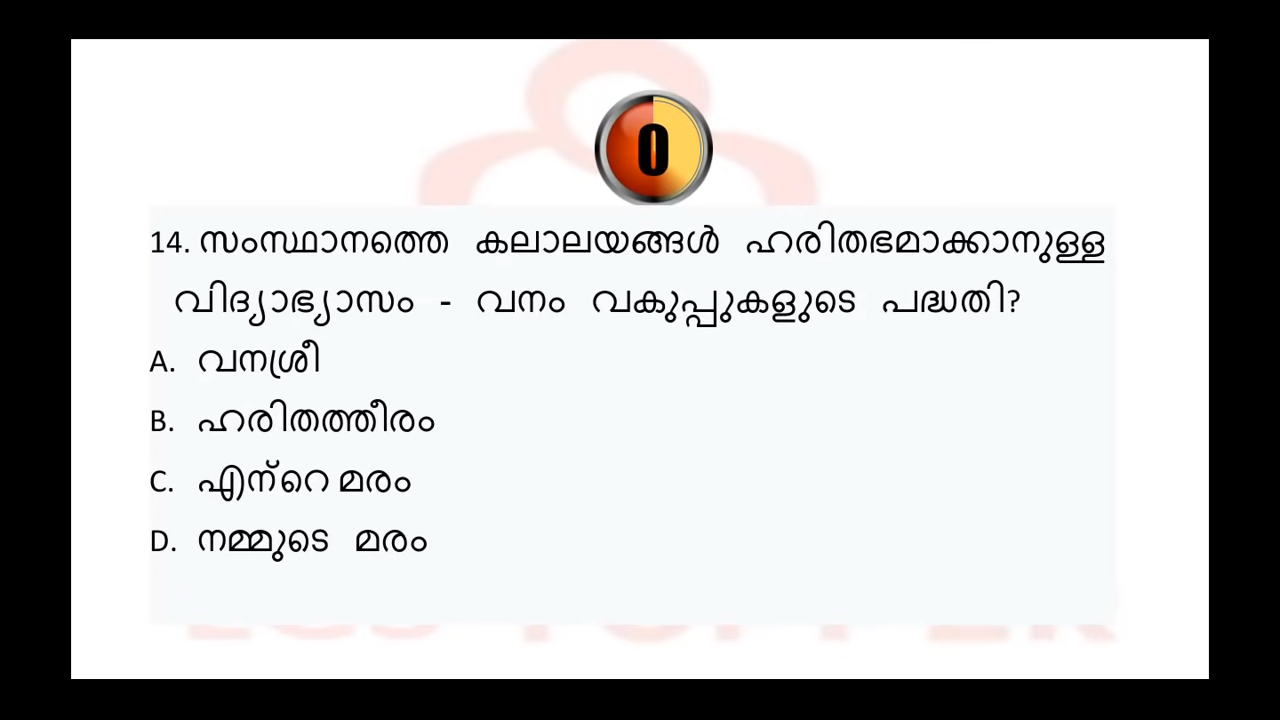 0
14. സംസ്ഥാനത്തെ കലാലയങ്ങൾ ഹരിതഭമാക്കാനുള്ള
വിദ്യാഭ്യാസം - വനം വകുപ്പുകളുടെ പദ്ധതി?
A. വനശ്രീ
B. ഹരിതത്തീരം
C. എന്റെ മരം
D. നമ്മുടെ മരം